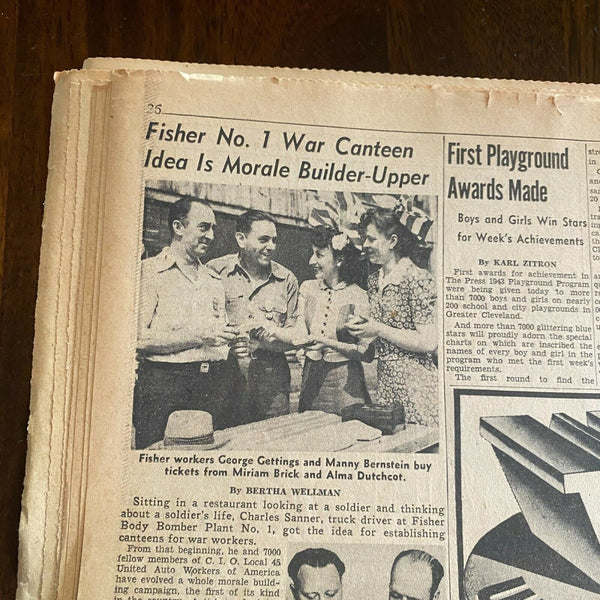 26
Fisher No. 1 War Canteen
Idea Is Morale Builder-Upper
Fisher workers George Gettings and Manny Bernstein buy
tickets from Miriam Brick and Alma Dutchcot.
By BERTHA WELLMAN
Sitting in a restaurant looking at a soldier and thinking
about a soldier's life, Charles Sanner, truck driver at Fisher
Body Bomber Plant No. 1, got the idea for establishing
canteens for war workers.
From that beginning, he and 7000
fellow members of C. I. O. Local 45
United Auto Workers of America
have evolved a whole morale build-
ing campaign, the first of its kind
in the country
First Playground
Awards Made
Boys and Girls Win Stars
for Week's Achievements
By KARL ZITRON
First awards for achievement in
The Press 1943 Playground Program
were being given today to more
than 7000 boys and girls on nearly
200 school and city playgrounds in
Greater Cleveland.
And more than 7000 glittering blue
stars will proudly adorn the special
charts on which are inscribed the
names of every boy and girl in the
program who met the first week's
requirements.
The first round to find the